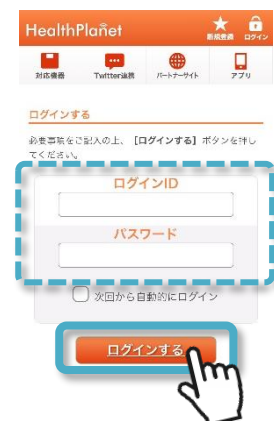 HealthPlanet
新規登録 ログイン
対応機器 Twitter連携 パートナーサイト アプリ
ログインする
必要事項をご記入の上、【ログインする】ボタンを押し
てください。
ログインID
パスワード
次回から自動的にログイン
ログインする